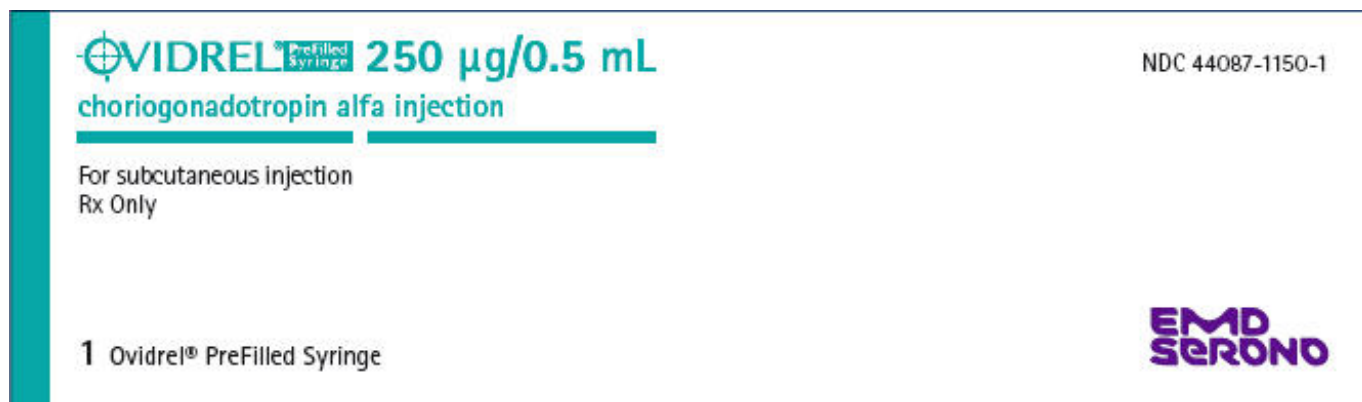 OVIDREL® PreFilled Syringe 250 µg/0.5 mL
choriogonadotropin alfa injection
NDC 44087-1150-1
For subcutaneous injection
Rx Only
1 Ovidrel® PreFilled Syringe
EMD
SERONO